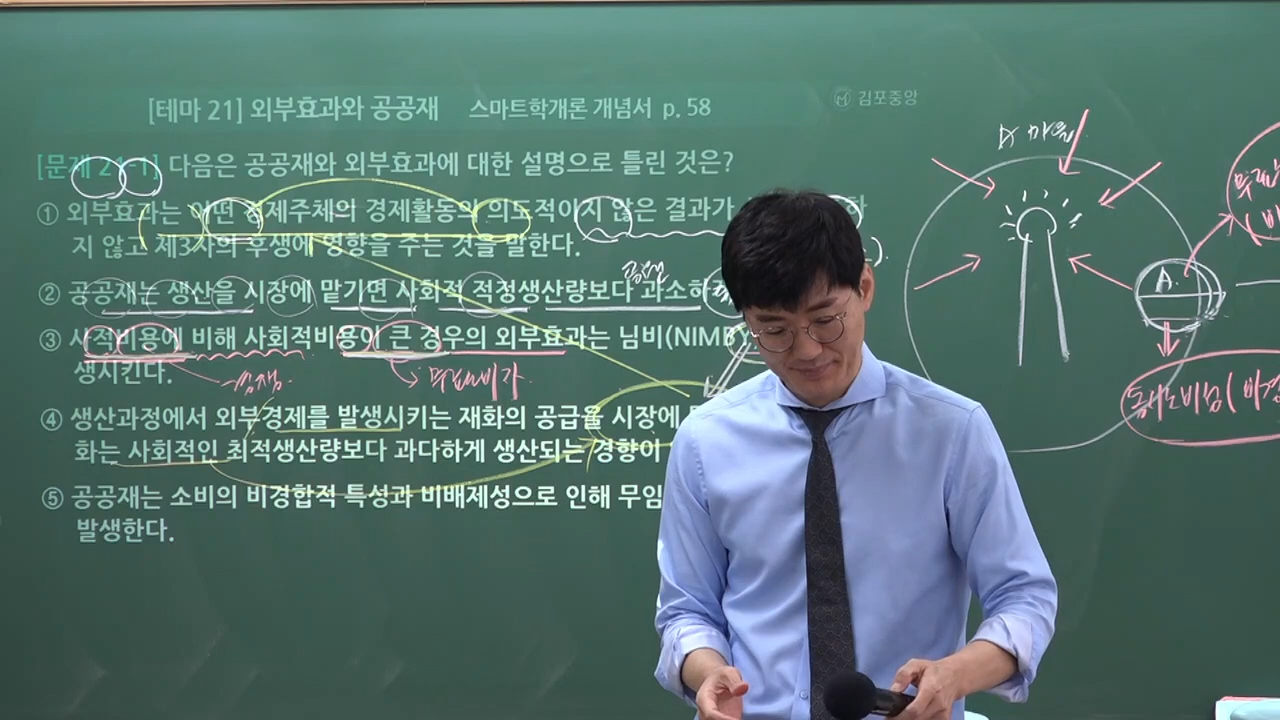 [테마 21] 외부효과와 공공재 스마트학개론 개념서 p. 58
김포중앙
[문제 21-1] 다음은 공공재와 외부효과에 대한 설명으로 틀린 것은?
① 외부효과는 어떤 경제주체의 경제활동의 의도적이지 않은 결과가
지 않고 제3자의 후생에 영향을 주는 것을 말한다.
② 공공재는 생산을 시장에 맡기면 사회적 적정생산량보다 과소하
③ 사적비용에 비해 사회적비용이 큰 경우의 외부효과는 님비(NIMB
생시킨다.
④ 생산과정에서 외부경제를 발생시키는 재화의 공급을 시장에
화는 사회적인 최적생산량보다 과다하게 생산되는 경향이
⑤ 공공재는 소비의 비경합적 특성과 비배제성으로 인해 무임
발생한다.
A 마을
A.